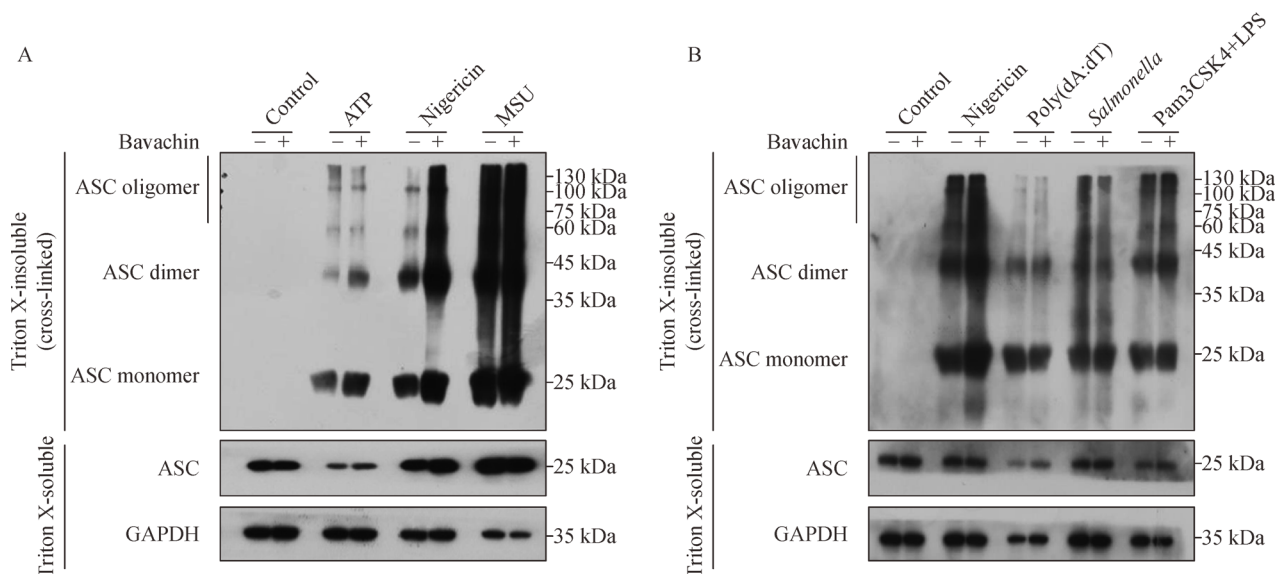 A
Control
ATP
Nigericin
MSU
Bavachin
− + − + − + − +
Triton X-insoluble
(cross-linked)
ASC oligomer
ASC dimer
ASC monomer
130 kDa
100 kDa
75 kDa
60 kDa
45 kDa
35 kDa
25 kDa
Triton X-soluble
ASC
25 kDa
GAPDH
35 kDa
B
Control
Nigericin
Poly(dA:dT)
Salmonella
Pam3CSK4+LPS
Bavachin
− + − + − + − + − +
Triton X-insoluble
(cross-linked)
ASC oligomer
ASC dimer
ASC monomer
130 kDa
100 kDa
75 kDa
60 kDa
45 kDa
35 kDa
25 kDa
Triton X-soluble
ASC
25 kDa
GAPDH
35 kDa